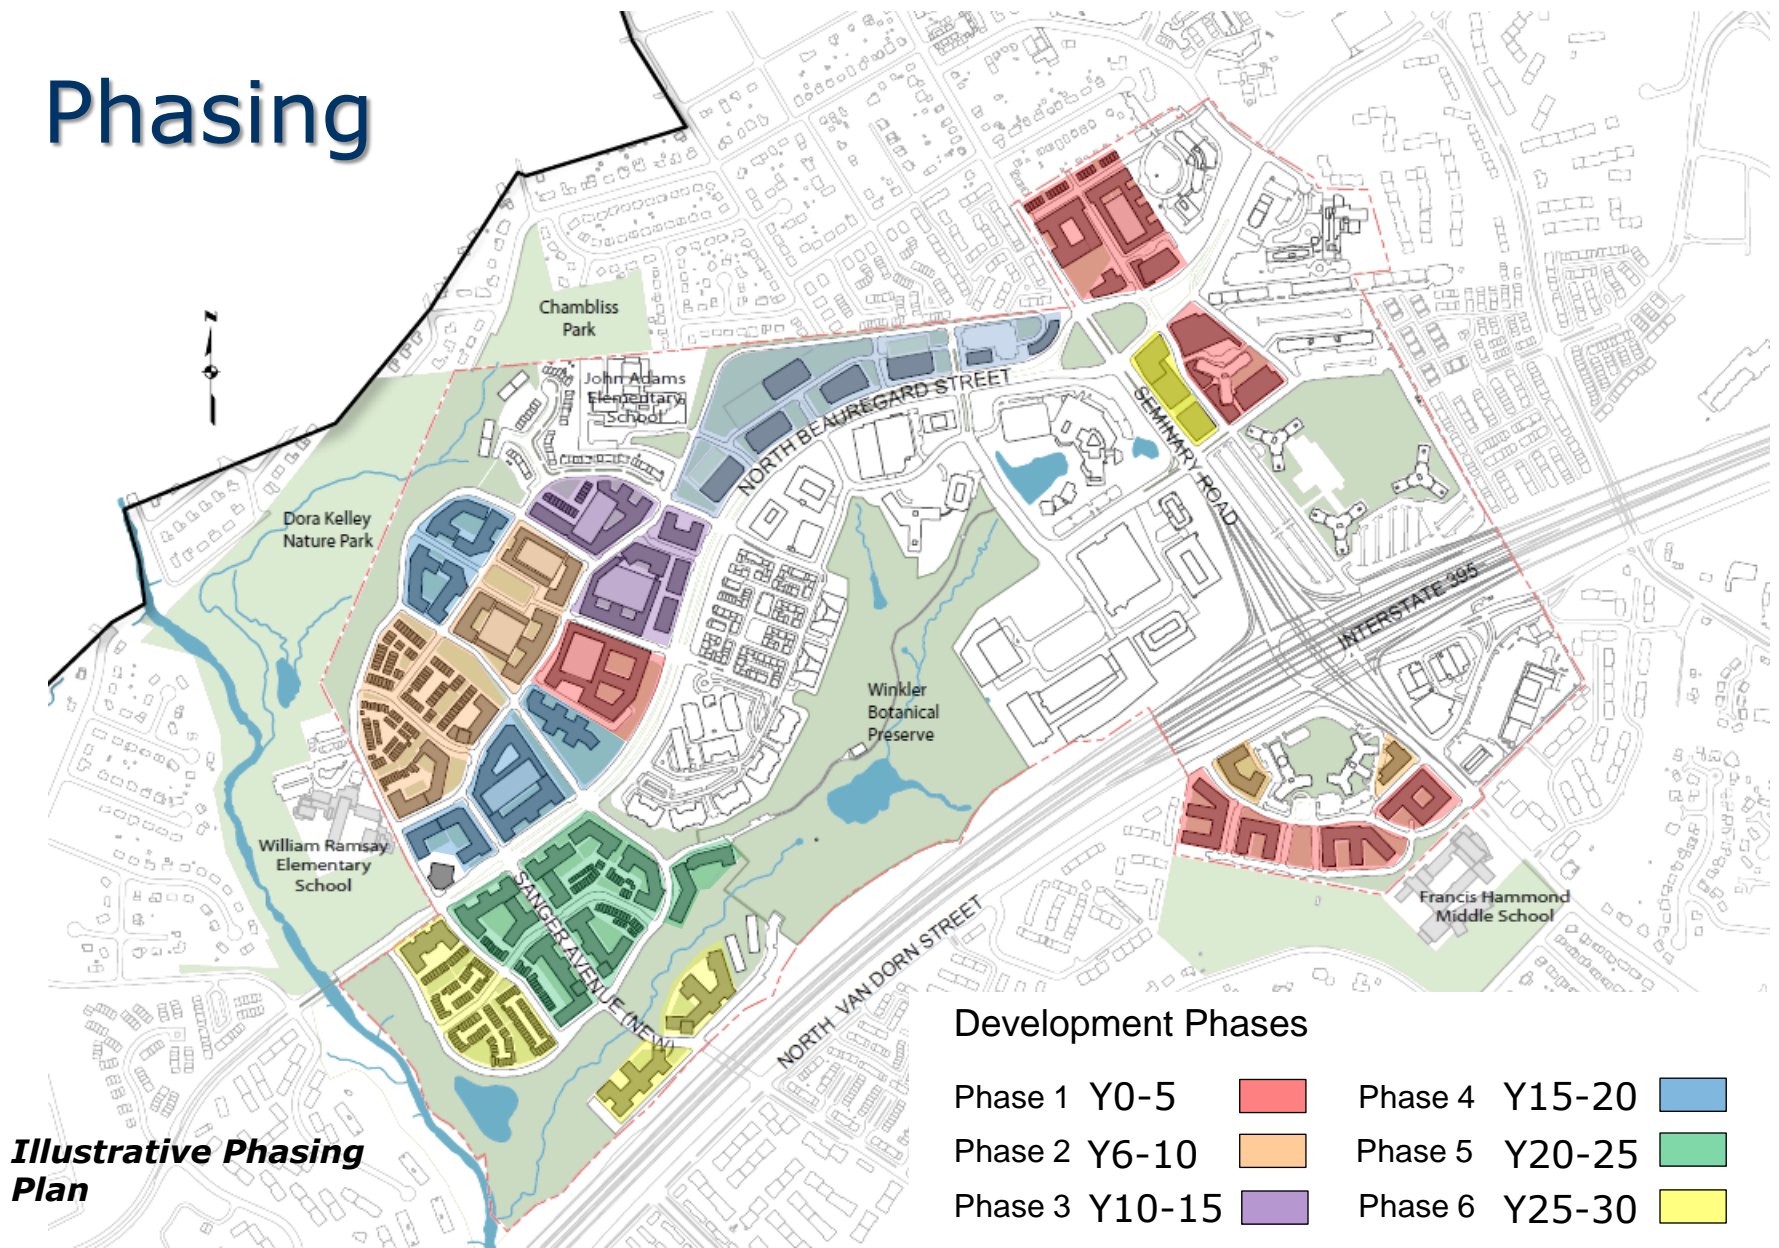 Phasing
N
Chambliss
Park
John Adams
Elementary
School
NORTH BEAUREGARD STREET
SEMINARY ROAD
Dora Kelley
Nature Park
INTERSTATE 395
Winkler
Botanical
Preserve
William Ramsay
Elementary
School
SANGER AVENUE (NEW)
NORTH VAN DORN STREET
Francis Hammond
Middle School
Development Phases
Phase 1 Y0-5
Phase 4 Y15-20
Phase 2 Y6-10
Phase 5 Y20-25
Phase 3 Y10-15
Phase 6 Y25-30
Illustrative Phasing
Plan